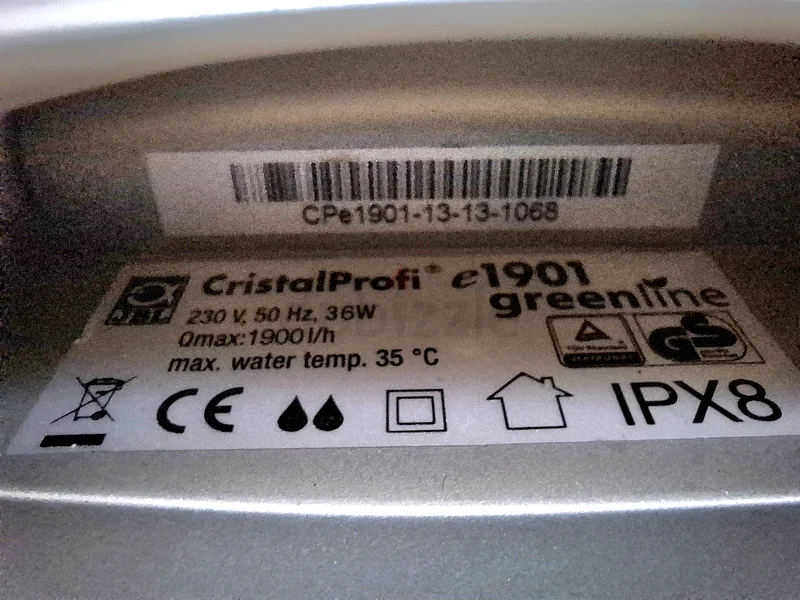 CPe1901-13-13-1068
JBL
CristalProfi® e1901
greenline
230 V, 50 Hz, 36W
Qmax:1900 l/h
max. water temp. 35 °C
GS
CE
IPX8